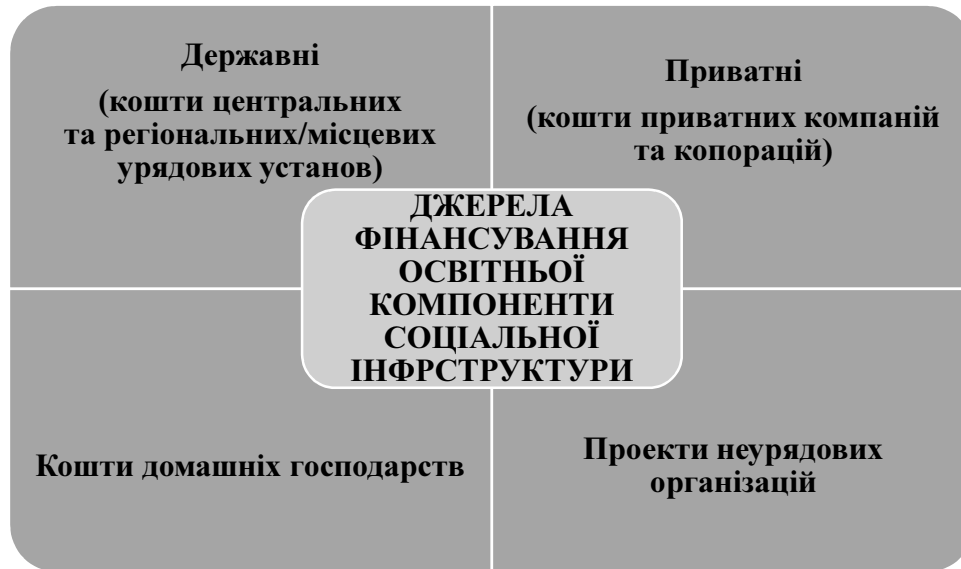 Державні
(кошти центральних
та регіональних/місцевих
урядових установ)
Приватні
(кошти приватних компаній
та копорацій)
ДЖЕРЕЛА
ФІНАНСУВАННЯ
ОСВІТНЬОЇ
КОМПОНЕНТИ
СОЦІАЛЬНОЇ
ІНФРСТРУКТУРИ
Кошти домашніх господарств
Проекти неурядових
організацій